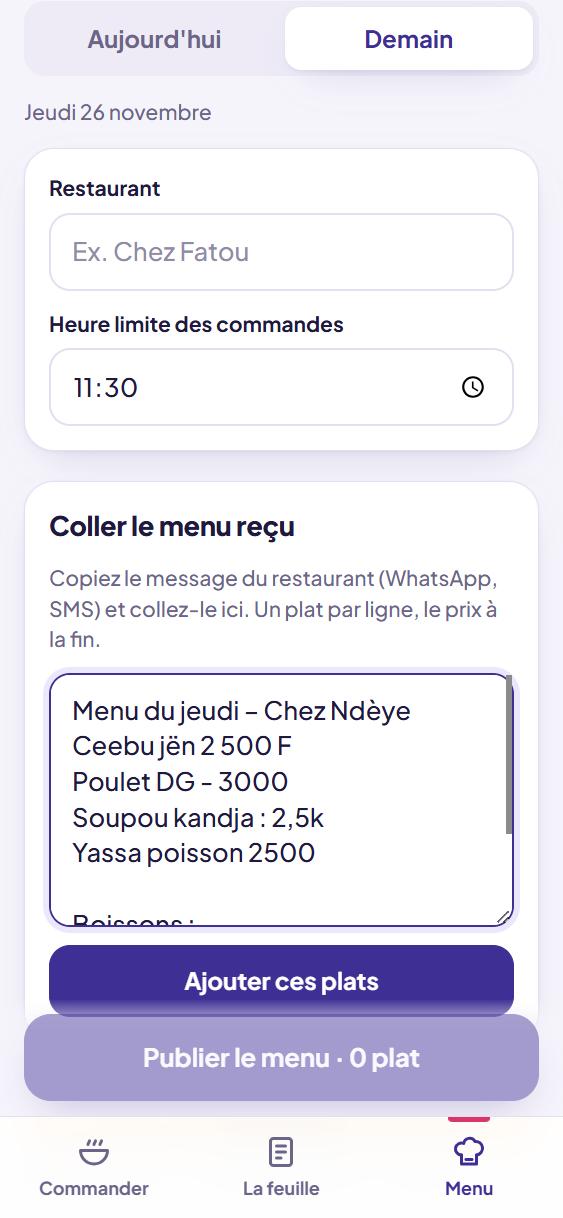 Aujourd'hui
Demain
Jeudi 26 novembre
Restaurant
Ex. Chez Fatou
Heure limite des commandes
11:30
Coller le menu reçu
Copiez le message du restaurant (WhatsApp,
SMS) et collez-le ici. Un plat par ligne, le prix à
la fin.
Menu du jeudi – Chez Ndèye
Ceebu jën 2 500 F
Poulet DG - 3000
Soupou kandja : 2,5k
Yassa poisson 2500
Boissons :
Ajouter ces plats
Publier le menu · 0 plat
Commander
La feuille
Menu